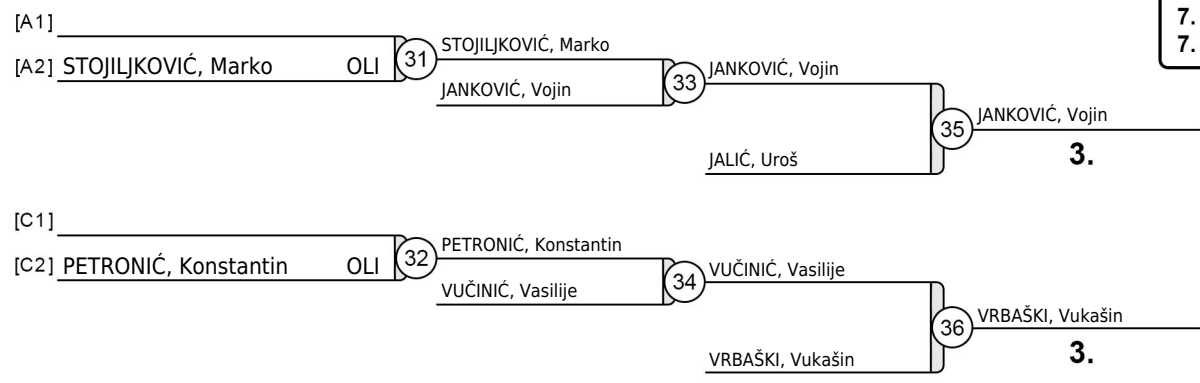 7.
7.
[A1]
[A2] STOJILJKOVIĆ, Marko OLI
31
STOJILJKOVIĆ, Marko
JANKOVIĆ, Vojin
33
JANKOVIĆ, Vojin
JALIĆ, Uroš
35
JANKOVIĆ, Vojin
3.
[C1]
[C2] PETRONIĆ, Konstantin OLI
32
PETRONIĆ, Konstantin
VUČINIĆ, Vasilije
34
VUČINIĆ, Vasilije
VRBAŠKI, Vukašin
36
VRBAŠKI, Vukašin
3.